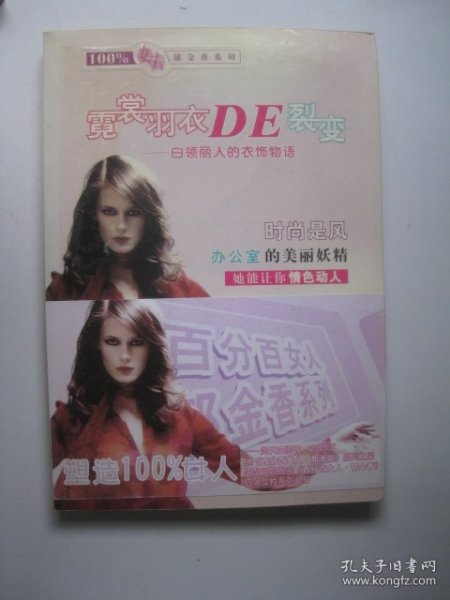 100%女人 郁金香系列
霓裳羽衣DE裂变
——白领丽人的衣饰物语
时尚是风
办公室的美丽妖精
她能让你情色动人
百分百女人
郁金香系列
塑造100%女人
孔夫子旧书网
www.kongfz.com